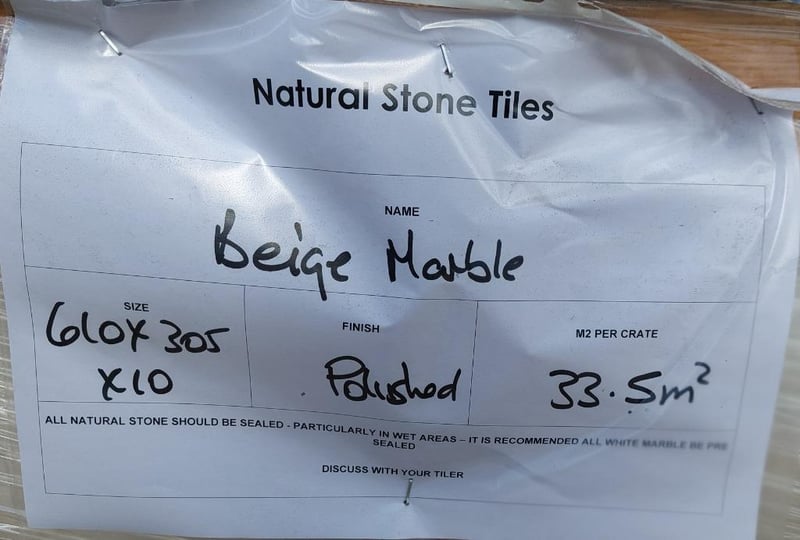 Natural Stone Tiles
NAME
Beige Marble
SIZE
610X 305
X10
FINISH
Polished
M2 PER CRATE
33.5m²
ALL NATURAL STONE SHOULD BE SEALED - PARTICULARLY IN WET AREAS – IT IS RECOMMENDED ALL WHITE MARBLE BE PRE
SEALED
DISCUSS WITH YOUR TILER